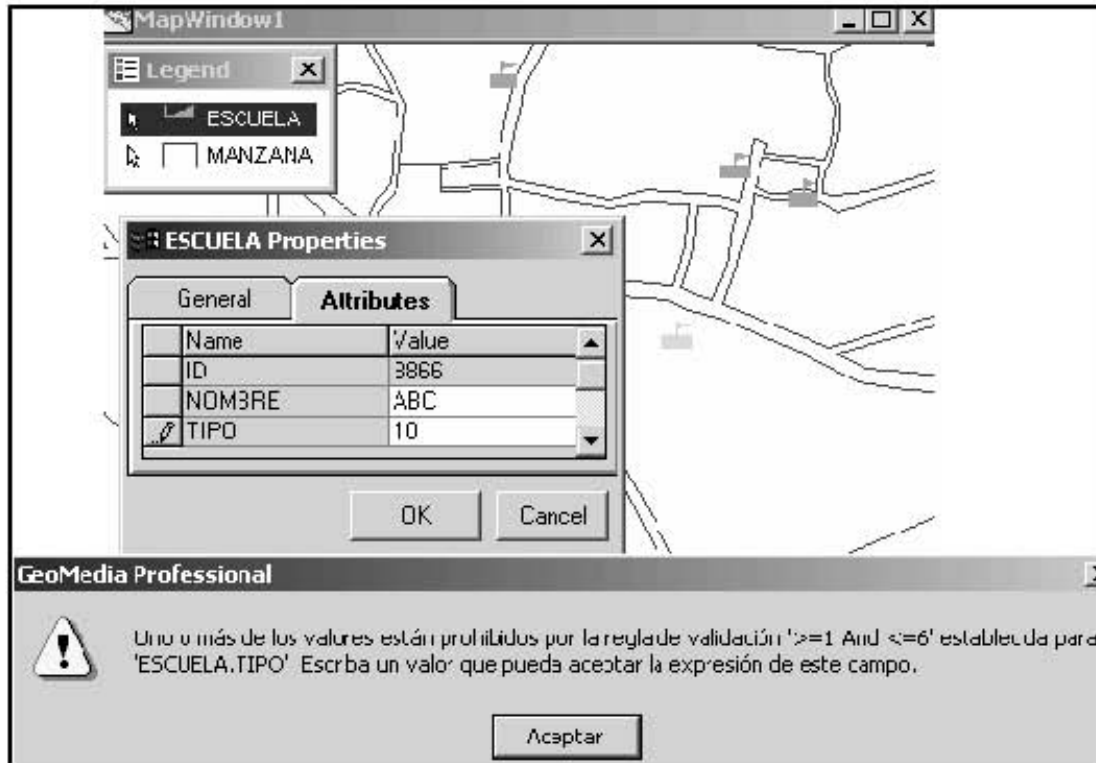 MapWindow1
Legend
ESCUELA
MANZANA
ESCUELA Properties
General Attributes
Name Value
ID 3866
NOMBRE ABC
TIPO 10
OK Cancel
GeoMedia Professional
Uno o más de los valores están prohibidos por la regla de validación '>=1 And <=6' establecida para
'ESCUELA.TIPO' Escriba un valor que pueda aceptar la expresión de este campo.
Aceptar